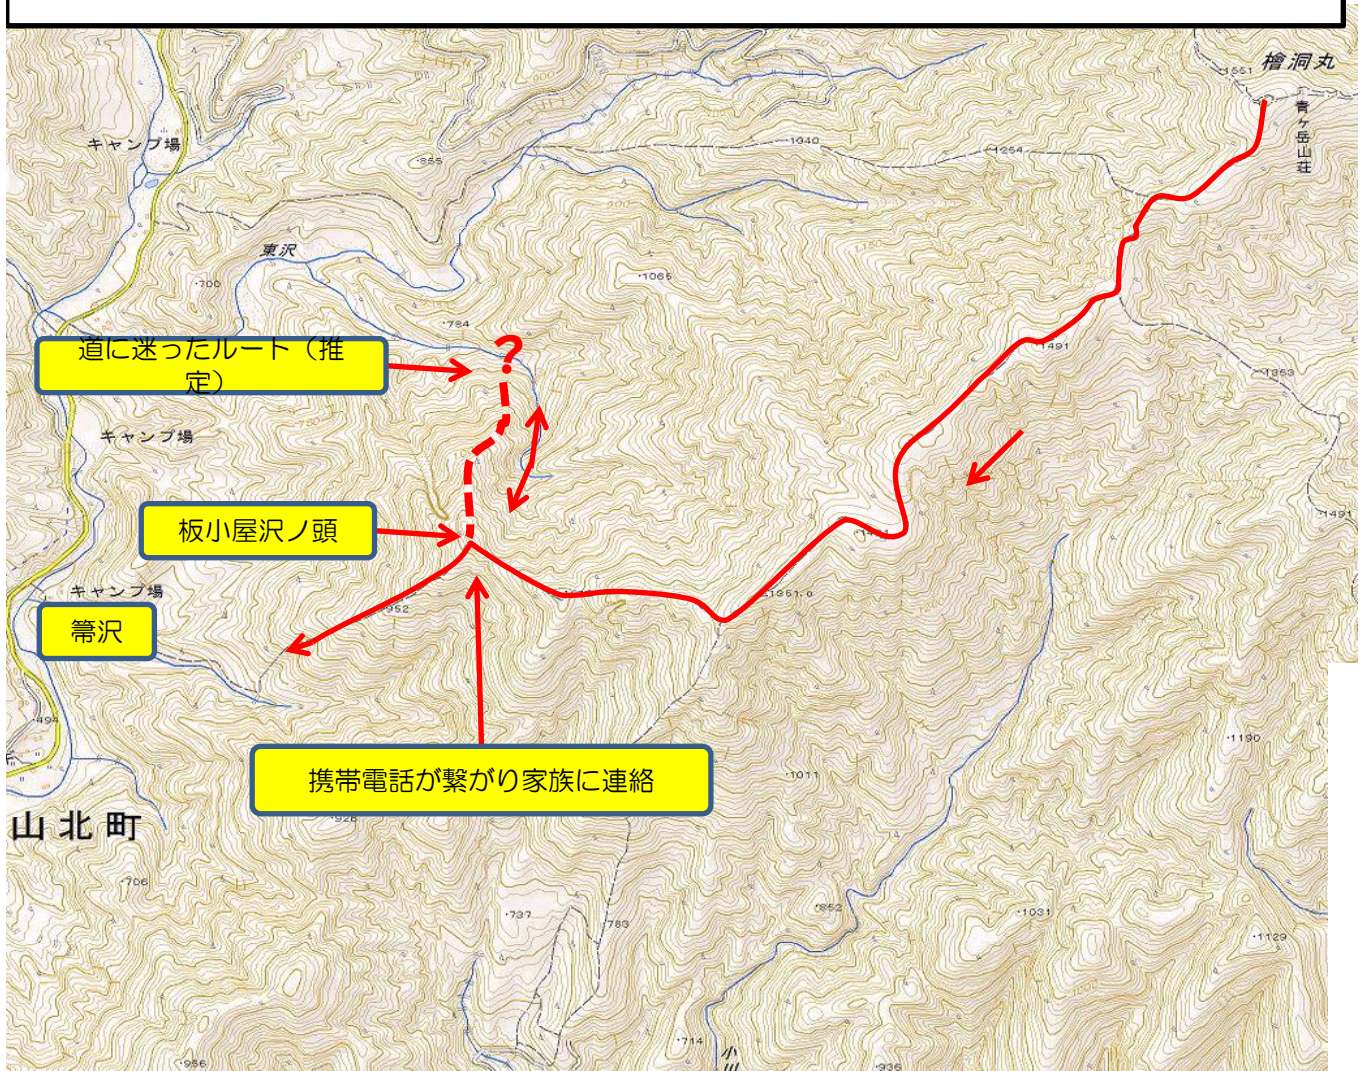 檜洞丸
・1551
青ヶ岳山荘
キャンプ場
・1040
・1254
・855
東沢
・1065
・700
・784
道に迷ったルート（推
定）
?
・1491
・1353
キャンプ場
板小屋沢ノ頭
・1491
キャンプ場
・952
・1351.0
箒沢
・494
・1190
携帯電話が繋がり家族に連絡
・1011
・926
山北町
・706
・737
・783
・852
・1031
・1129
・714
小川
・956
・936